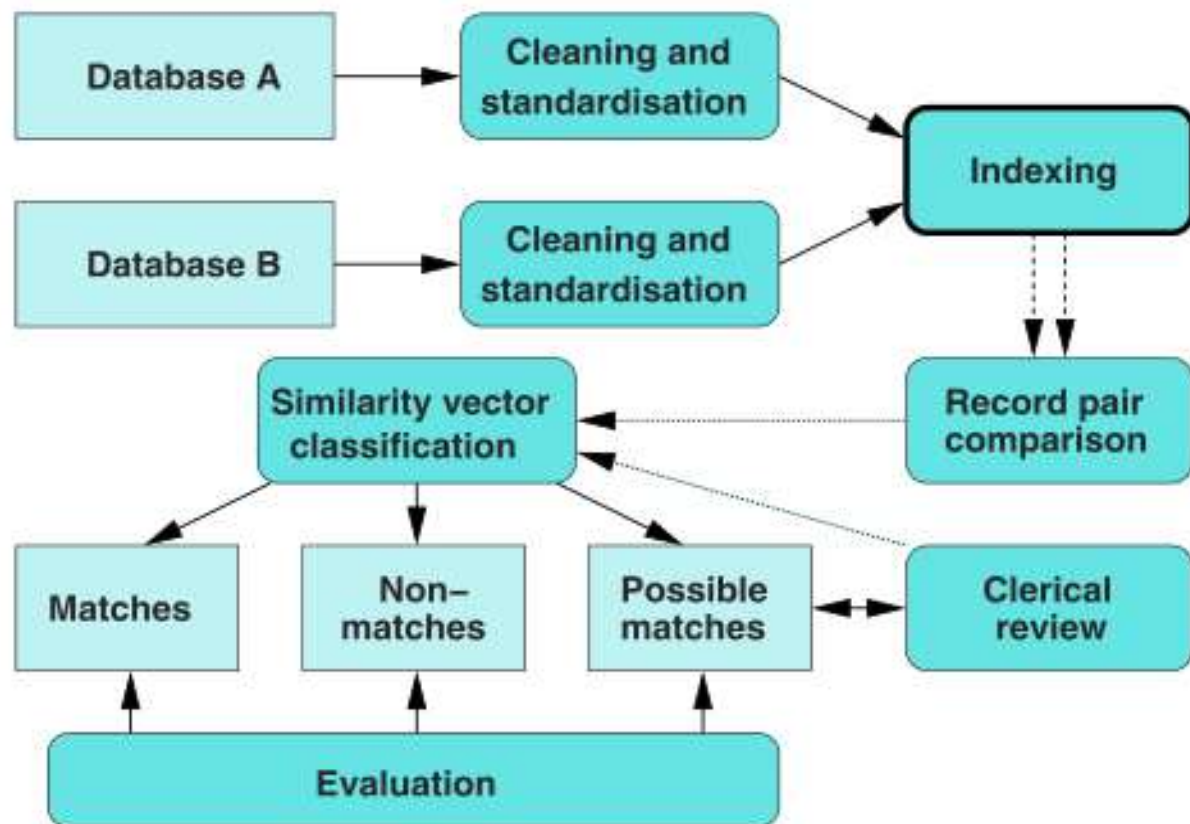 Database A
Cleaning and
standardisation
Indexing
Database B
Cleaning and
standardisation
Similarity vector
classification
Record pair
comparison
Matches
Non–
matches
Possible
matches
Clerical
review
Evaluation